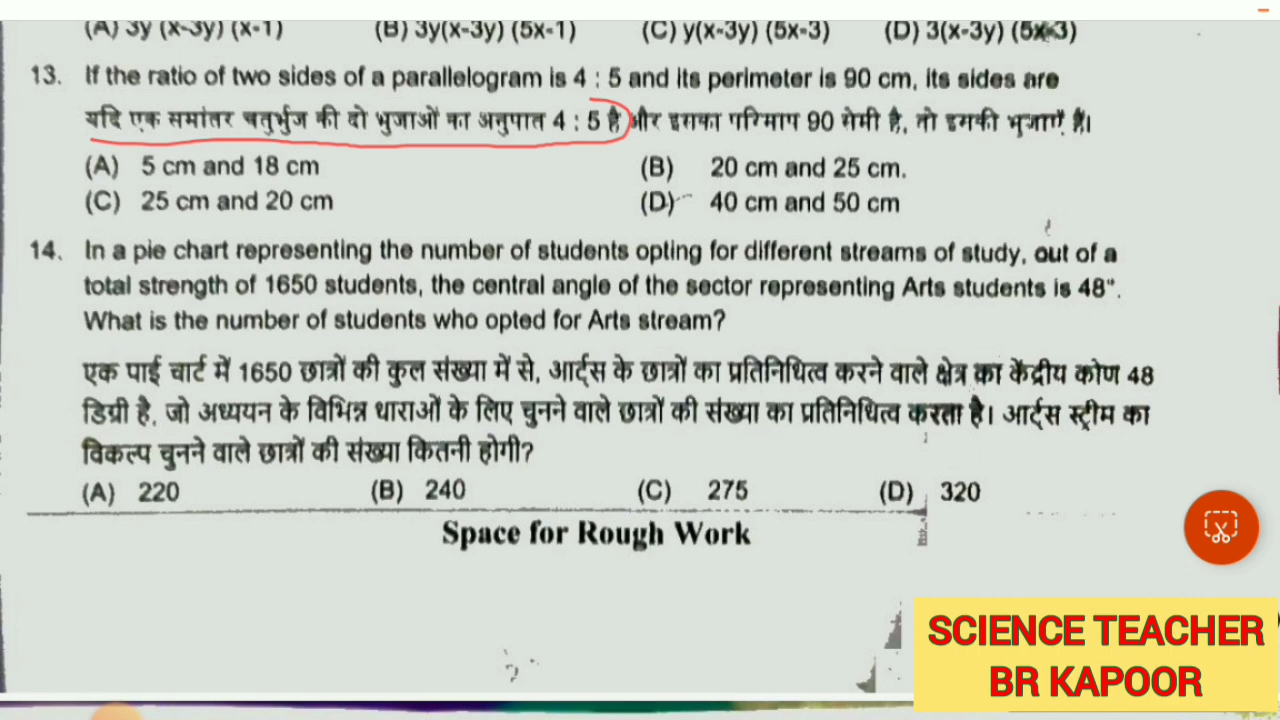 (A) 3y (x-3y) (x-1) (B) 3y(x-3y) (5x-1) (C) y(x-3y) (5x-3) (D) 3(x-3y) (5x-3)
13. If the ratio of two sides of a parallelogram is 4 : 5 and its perimeter is 90 cm, its sides are
यदि एक समांतर चतुर्भुज की दो भुजाओं का अनुपात 4 : 5 है और इसका परिमाप 90 सेमी है, तो इसकी भुजाएँ हैं।
(A) 5 cm and 18 cm (B) 20 cm and 25 cm.
(C) 25 cm and 20 cm (D) 40 cm and 50 cm
14. In a pie chart representing the number of students opting for different streams of study, out of a
total strength of 1650 students, the central angle of the sector representing Arts students is 48°.
What is the number of students who opted for Arts stream?
एक पाई चार्ट में 1650 छात्रों की कुल संख्या में से, आर्ट्स के छात्रों का प्रतिनिधित्व करने वाले क्षेत्र का केंद्रीय कोण 48
डिग्री है, जो अध्ययन के विभिन्न धाराओं के लिए चुनने वाले छात्रों की संख्या का प्रतिनिधित्व करता है। आर्ट्स स्ट्रीम का
विकल्प चुनने वाले छात्रों की संख्या कितनी होगी?
(A) 220 (B) 240 (C) 275 (D) 320
Space for Rough Work
SCIENCE TEACHER
BR KAPOOR